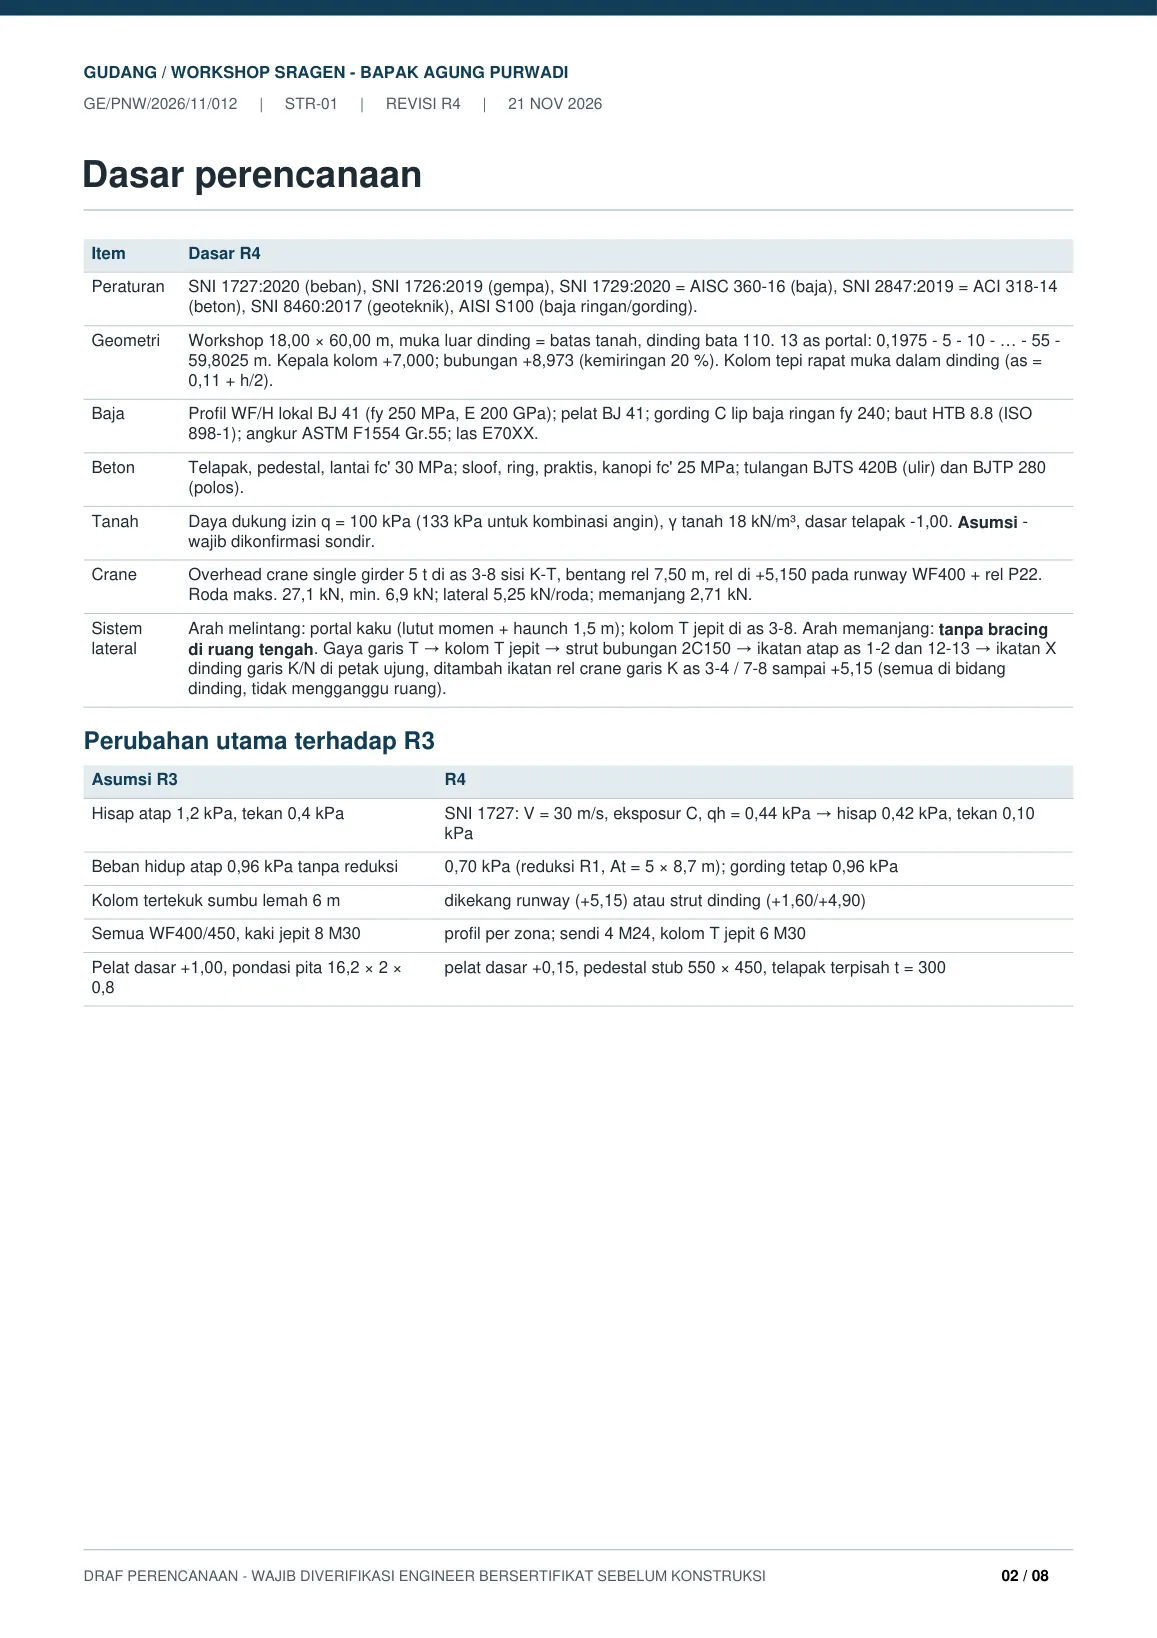 GUDANG / WORKSHOP SRAGEN - BAPAK AGUNG PURWADI
GE/PNW/2026/11/012 | STR-01 | REVISI R4 | 21 NOV 2026
Dasar perencanaan
Item Dasar R4
Peraturan SNI 1727:2020 (beban), SNI 1726:2019 (gempa), SNI 1729:2020 = AISC 360-16 (baja), SNI 2847:2019 = ACI 318-14
(beton), SNI 8460:2017 (geoteknik), AISI S100 (baja ringan/gording).
Geometri Workshop 18,00 × 60,00 m, muka luar dinding = batas tanah, dinding bata 110. 13 as portal: 0,1975 - 5 - 10 - … - 55 -
59,8025 m. Kepala kolom +7,000; bubungan +8,973 (kemiringan 20 %). Kolom tepi rapat muka dalam dinding (as =
0,11 + h/2).
Baja Profil WF/H lokal BJ 41 (fy 250 MPa, E 200 GPa); pelat BJ 41; gording C lip baja ringan fy 240; baut HTB 8.8 (ISO
898-1); angkur ASTM F1554 Gr.55; las E70XX.
Beton Telapak, pedestal, lantai fc' 30 MPa; sloof, ring, praktis, kanopi fc' 25 MPa; tulangan BJTS 420B (ulir) dan BJTP 280
(polos).
Tanah Daya dukung izin q = 100 kPa (133 kPa untuk kombinasi angin), γ tanah 18 kN/m³, dasar telapak -1,00. Asumsi -
wajib dikonfirmasi sondir.
Crane Overhead crane single girder 5 t di as 3-8 sisi K-T, bentang rel 7,50 m, rel di +5,150 pada runway WF400 + rel P22.
Roda maks. 27,1 kN, min. 6,9 kN; lateral 5,25 kN/roda; memanjang 2,71 kN.
Sistem lateral Arah melintang: portal kaku (lutut momen + haunch 1,5 m); kolom T jepit di as 3-8. Arah memanjang: tanpa bracing
di ruang tengah. Gaya garis T → kolom T jepit → strut bubungan 2C150 → ikatan atap as 1-2 dan 12-13 → ikatan X
dinding garis K/N di petak ujung, ditambah ikatan rel crane garis K as 3-4 / 7-8 sampai +5,15 (semua di bidang
dinding, tidak mengganggu ruang).
Perubahan utama terhadap R3
Asumsi R3 R4
Hisap atap 1,2 kPa, tekan 0,4 kPa SNI 1727: V = 30 m/s, eksposur C, qh = 0,44 kPa → hisap 0,42 kPa, tekan 0,10
kPa
Beban hidup atap 0,96 kPa tanpa reduksi 0,70 kPa (reduksi R1, At = 5 × 8,7 m); gording tetap 0,96 kPa
Kolom tertekuk sumbu lemah 6 m dikekang runway (+5,15) atau strut dinding (+1,60/+4,90)
Semua WF400/450, kaki jepit 8 M30 profil per zona; sendi 4 M24, kolom T jepit 6 M30
Pelat dasar +1,00, pondasi pita 16,2 × 2 ×
0,8 pelat dasar +0,15, pedestal stub 550 × 450, telapak terpisah t = 300
DRAF PERENCANAAN - WAJIB DIVERIFIKASI ENGINEER BERSERTIFIKAT SEBELUM KONSTRUKSI 02 / 08